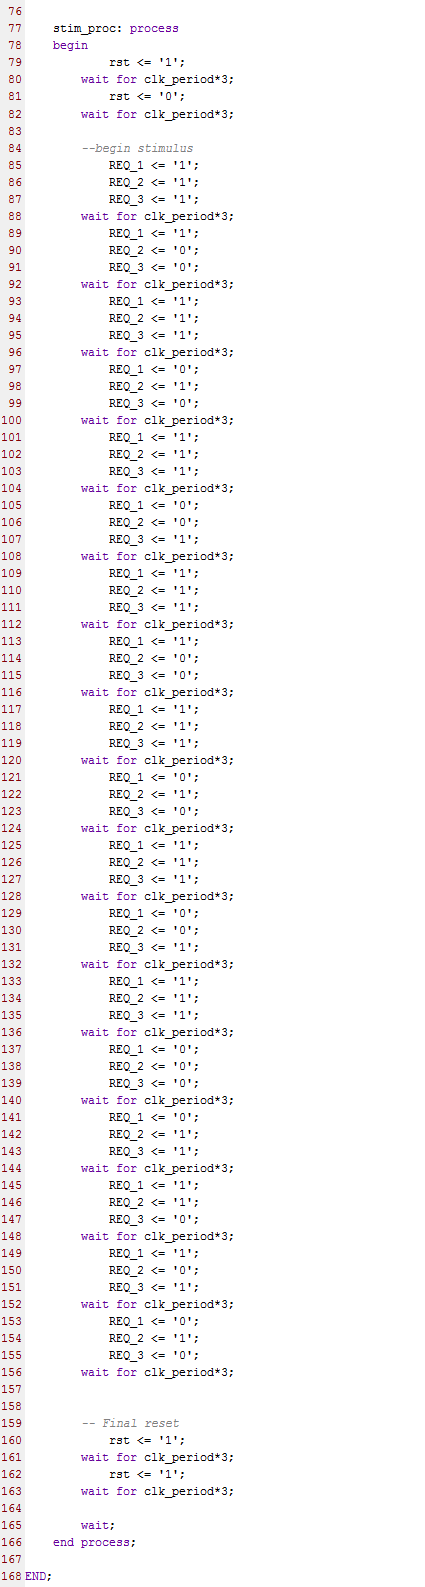 76
77 stim_proc: process
78 begin
79 rst <= '1';
80 wait for clk_period*3;
81 rst <= '0';
82 wait for clk_period*3;
83
84 --begin stimulus
85 REQ_1 <= '1';
86 REQ_2 <= '1';
87 REQ_3 <= '1';
88 wait for clk_period*3;
89 REQ_1 <= '1';
90 REQ_2 <= '0';
91 REQ_3 <= '0';
92 wait for clk_period*3;
93 REQ_1 <= '1';
94 REQ_2 <= '1';
95 REQ_3 <= '1';
96 wait for clk_period*3;
97 REQ_1 <= '0';
98 REQ_2 <= '1';
99 REQ_3 <= '0';
100 wait for clk_period*3;
101 REQ_1 <= '1';
102 REQ_2 <= '1';
103 REQ_3 <= '1';
104 wait for clk_period*3;
105 REQ_1 <= '0';
106 REQ_2 <= '0';
107 REQ_3 <= '1';
108 wait for clk_period*3;
109 REQ_1 <= '1';
110 REQ_2 <= '1';
111 REQ_3 <= '1';
112 wait for clk_period*3;
113 REQ_1 <= '1';
114 REQ_2 <= '0';
115 REQ_3 <= '0';
116 wait for clk_period*3;
117 REQ_1 <= '1';
118 REQ_2 <= '1';
119 REQ_3 <= '1';
120 wait for clk_period*3;
121 REQ_1 <= '0';
122 REQ_2 <= '1';
123 REQ_3 <= '0';
124 wait for clk_period*3;
125 REQ_1 <= '1';
126 REQ_2 <= '1';
127 REQ_3 <= '1';
128 wait for clk_period*3;
129 REQ_1 <= '0';
130 REQ_2 <= '0';
131 REQ_3 <= '1';
132 wait for clk_period*3;
133 REQ_1 <= '1';
134 REQ_2 <= '1';
135 REQ_3 <= '1';
136 wait for clk_period*3;
137 REQ_1 <= '0';
138 REQ_2 <= '0';
139 REQ_3 <= '0';
140 wait for clk_period*3;
141 REQ_1 <= '0';
142 REQ_2 <= '1';
143 REQ_3 <= '1';
144 wait for clk_period*3;
145 REQ_1 <= '1';
146 REQ_2 <= '1';
147 REQ_3 <= '0';
148 wait for clk_period*3;
149 REQ_1 <= '1';
150 REQ_2 <= '0';
151 REQ_3 <= '1';
152 wait for clk_period*3;
153 REQ_1 <= '0';
154 REQ_2 <= '1';
155 REQ_3 <= '0';
156 wait for clk_period*3;
157
158
159 -- Final reset
160 rst <= '1';
161 wait for clk_period*3;
162 rst <= '1';
163 wait for clk_period*3;
164
165 wait;
166 end process;
167
168 END;